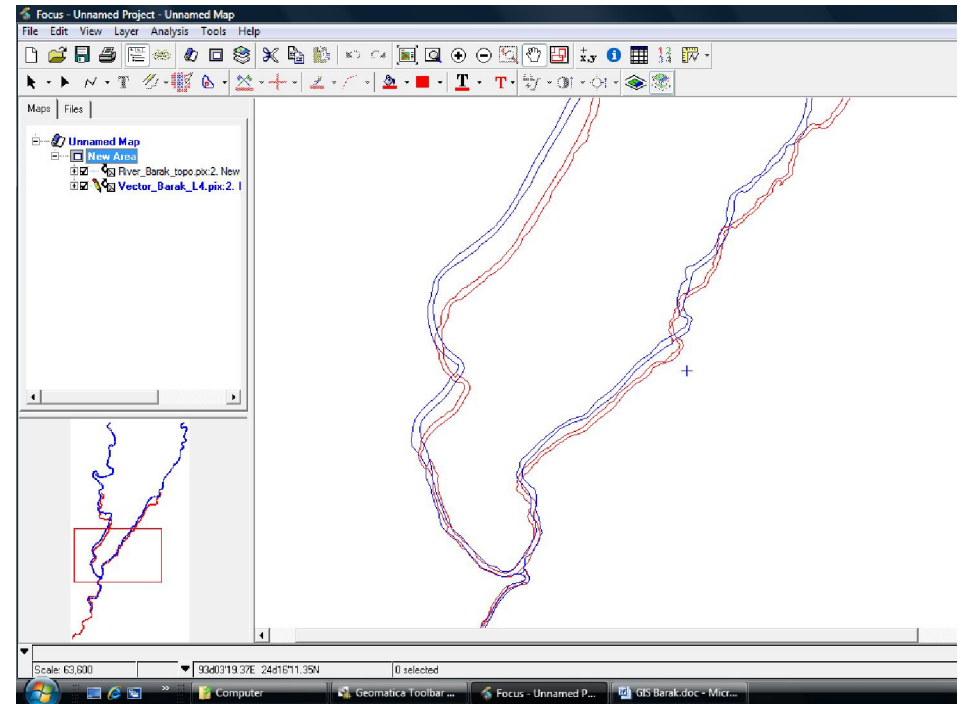 Focus - Unnamed Project - Unnamed Map
File Edit View Layer Analysis Tools Help
Maps Files
Unnamed Map
New Area
River_Barak_topo.pix:2. New
Vector_Barak_L4.pix:2. I
Scale: 63,600 93d03'19.37E 24d16'11.35N 0 selected
Computer Geomatica Toolbar ... Focus - Unnamed P... GIS Barak.doc - Micr...